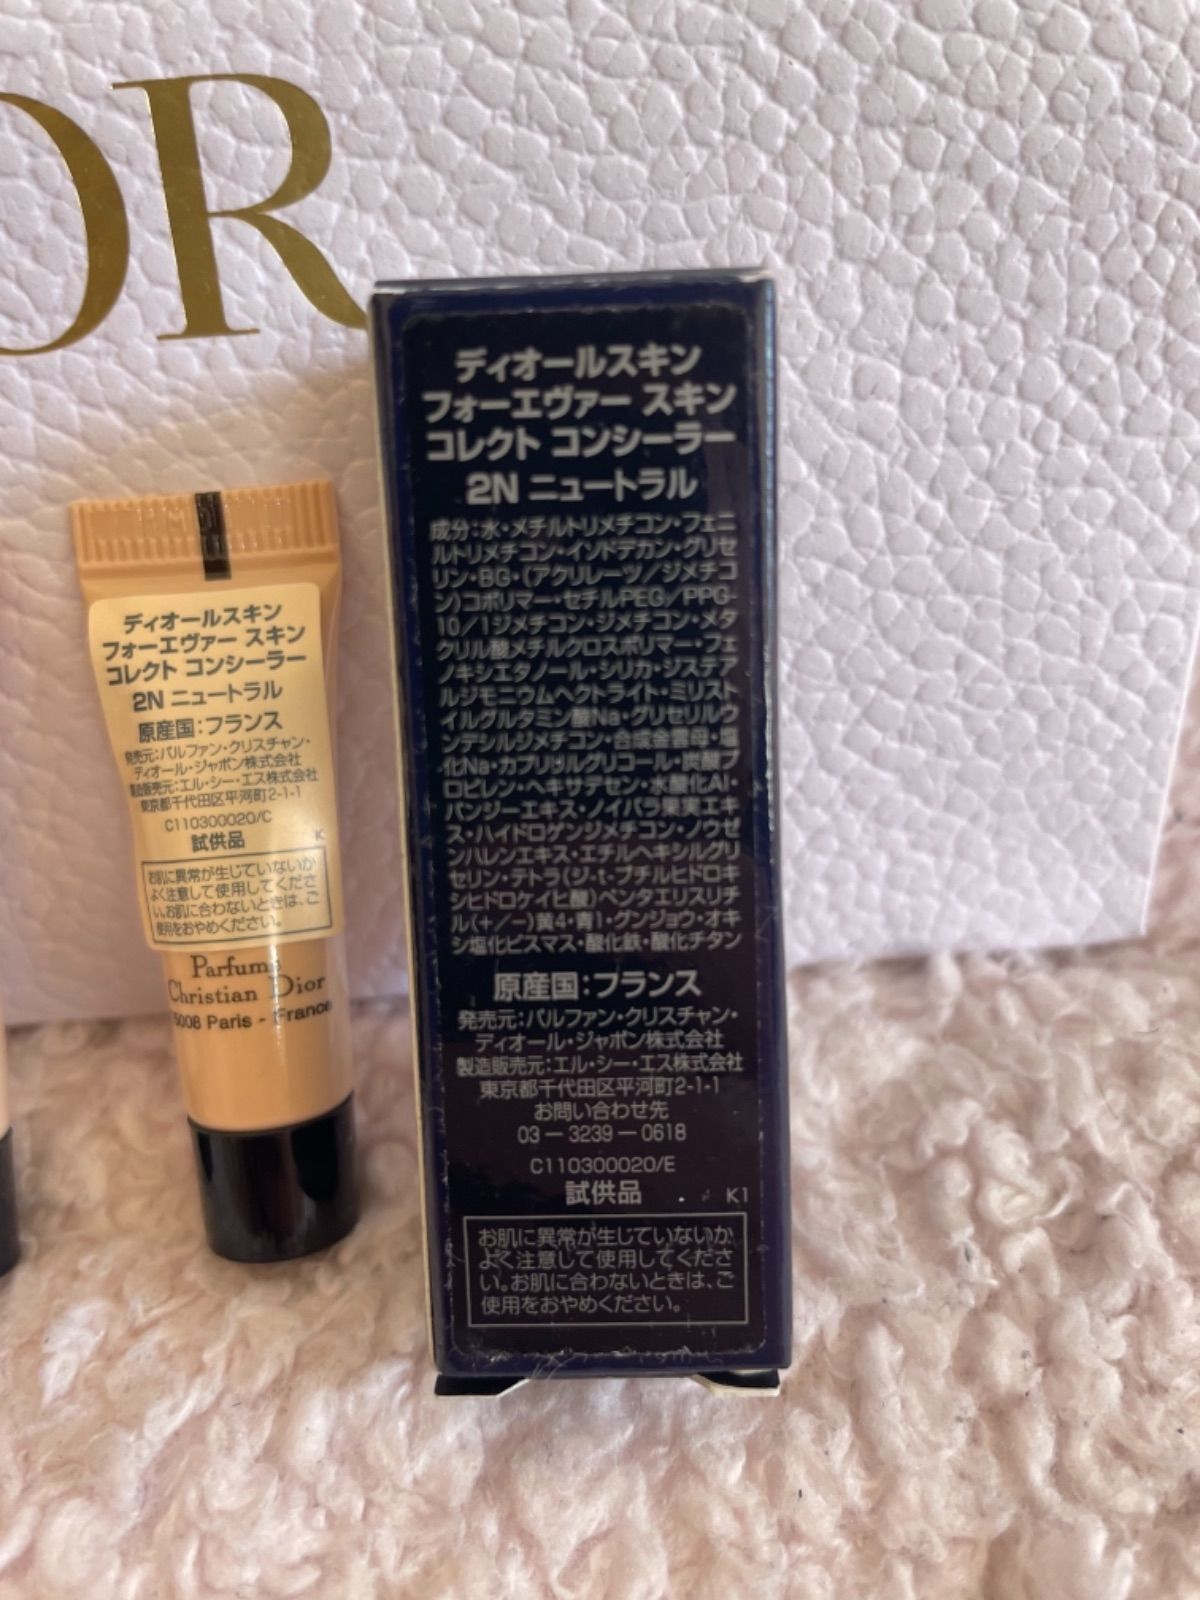 OR
ディオールスキン
フォーエヴァー スキン
コレクト コンシーラー
2N ニュートラル
原産国：フランス
発売元：パルファン・クリスチャン・
ディオール・ジャポン株式会社
製造販売元：エル・シー・エス株式会社
東京都千代田区平河町2-1-1
C110300020/C
試供品
K
お肌に異常が生じていないか
よく注意して使用してくださ
い。お肌に合わないときは、ご
使用をおやめください。
Parfums
Christian Dior
5008 Paris - France
ディオールスキン
フォーエヴァー スキン
コレクト コンシーラー
2N ニュートラル
成分：水・メチルトリメチコン・フェニ
ルトリメチコン・イソドデカン・グリセ
リン・BG・(アクリレーツ／ジメチコ
ン)コポリマー・セチルPEG／PPG-
10／1ジメチコン・ジメチコン・メタ
クリル酸メチルクロスポリマー・フェ
ノキシエタノール・シリカ・ジステア
ルジモニウムヘクトライト・ミリスト
イルグルタミン酸Na・グリセリルウ
ンデシルジメチコン・合成金雲母・塩
化Na・カプリリルグリコール・炭酸プ
ロピレン・ヘキサデセン・水酸化Al・
パンジーエキス・ノイバラ果実エキ
ス・ハイドロゲンジメチコン・ノウゼ
ンハレンエキス・エチルヘキシルグリ
セリン・テトラ(ジ-t-ブチルヒドロキ
シヒドロケイヒ酸)ペンタエリスリチ
ル(+／−)黄4・青1・グンジョウ・オキ
シ塩化ビスマス・酸化鉄・酸化チタン
原産国：フランス
発売元：パルファン・クリスチャン・
ディオール・ジャポン株式会社
製造販売元：エル・シー・エス株式会社
東京都千代田区平河町2-1-1
お問い合わせ先
03 ― 3239 ― 0618
C110300020/E
試供品
K1
お肌に異常が生じていないか
よく注意して使用してくださ
い。お肌に合わないときは、ご
使用をおやめください。